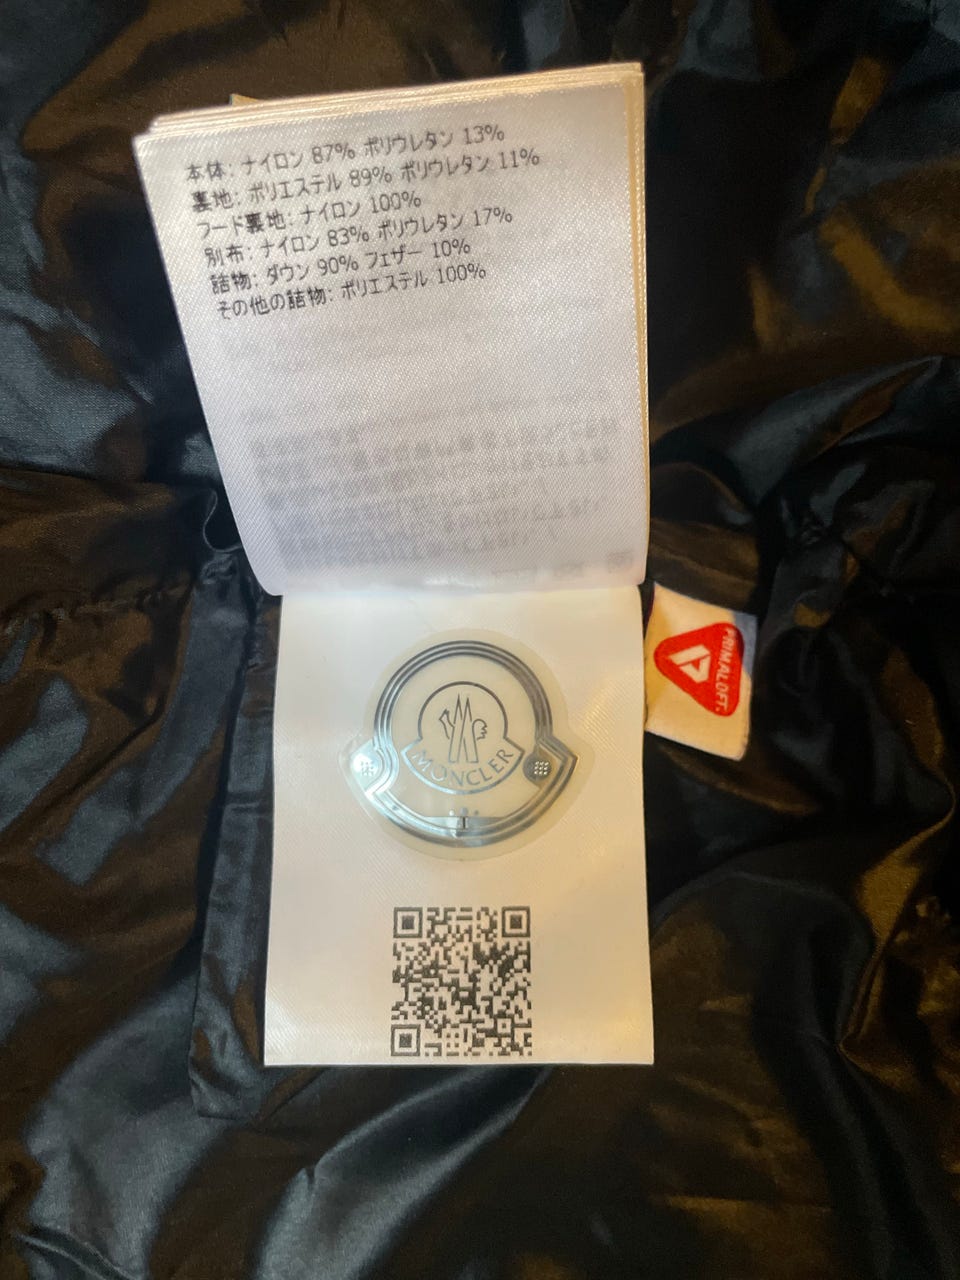 本体: ナイロン 87% ポリウレタン 13%
裏地: ポリエステル 89% ポリウレタン 11%
フード裏地: ナイロン 100%
別布: ナイロン 83% ポリウレタン 17%
詰物: ダウン 90% フェザー 10%
その他の詰物: ポリエステル 100%
MONCLER
PRIMALOFT